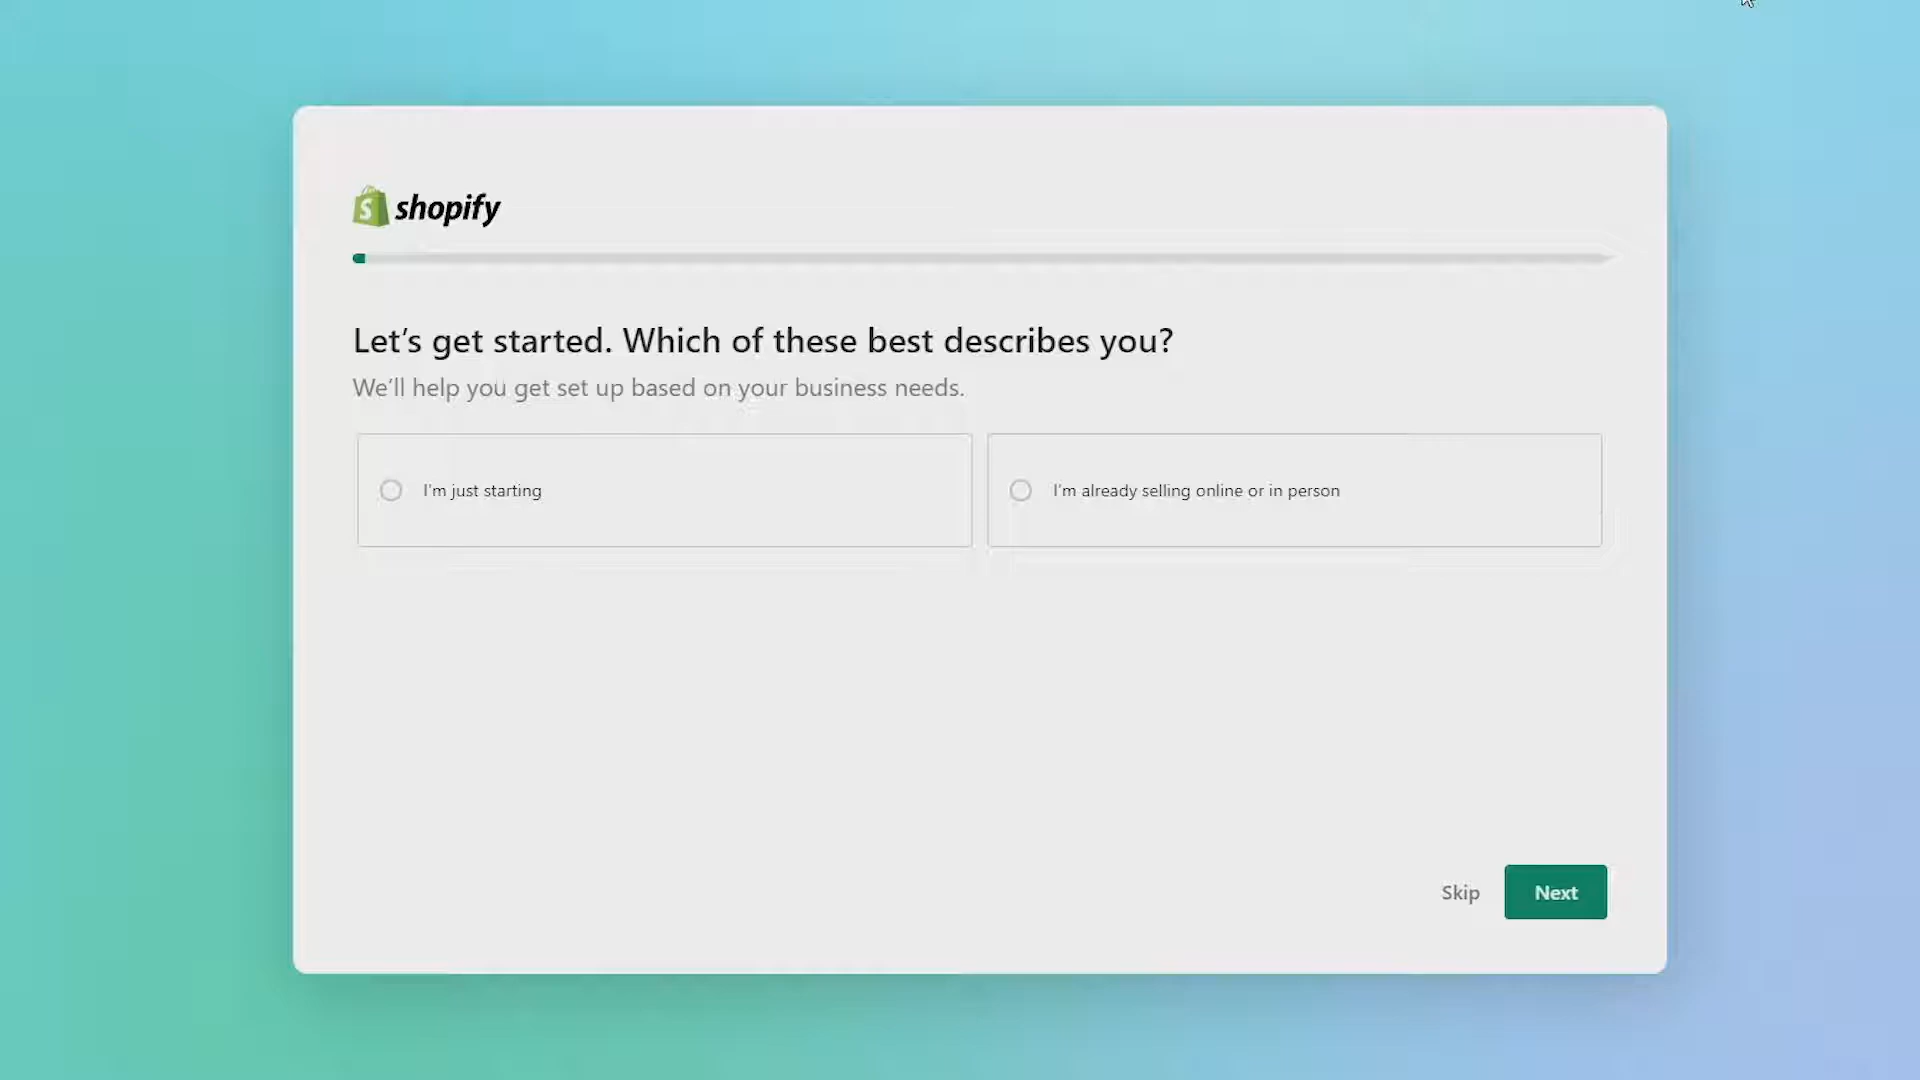 shopify
Let's get started. Which of these best describes you?
We'll help you get set up based on your business needs.
I'm just starting
I'm already selling online or in person
Skip
Next